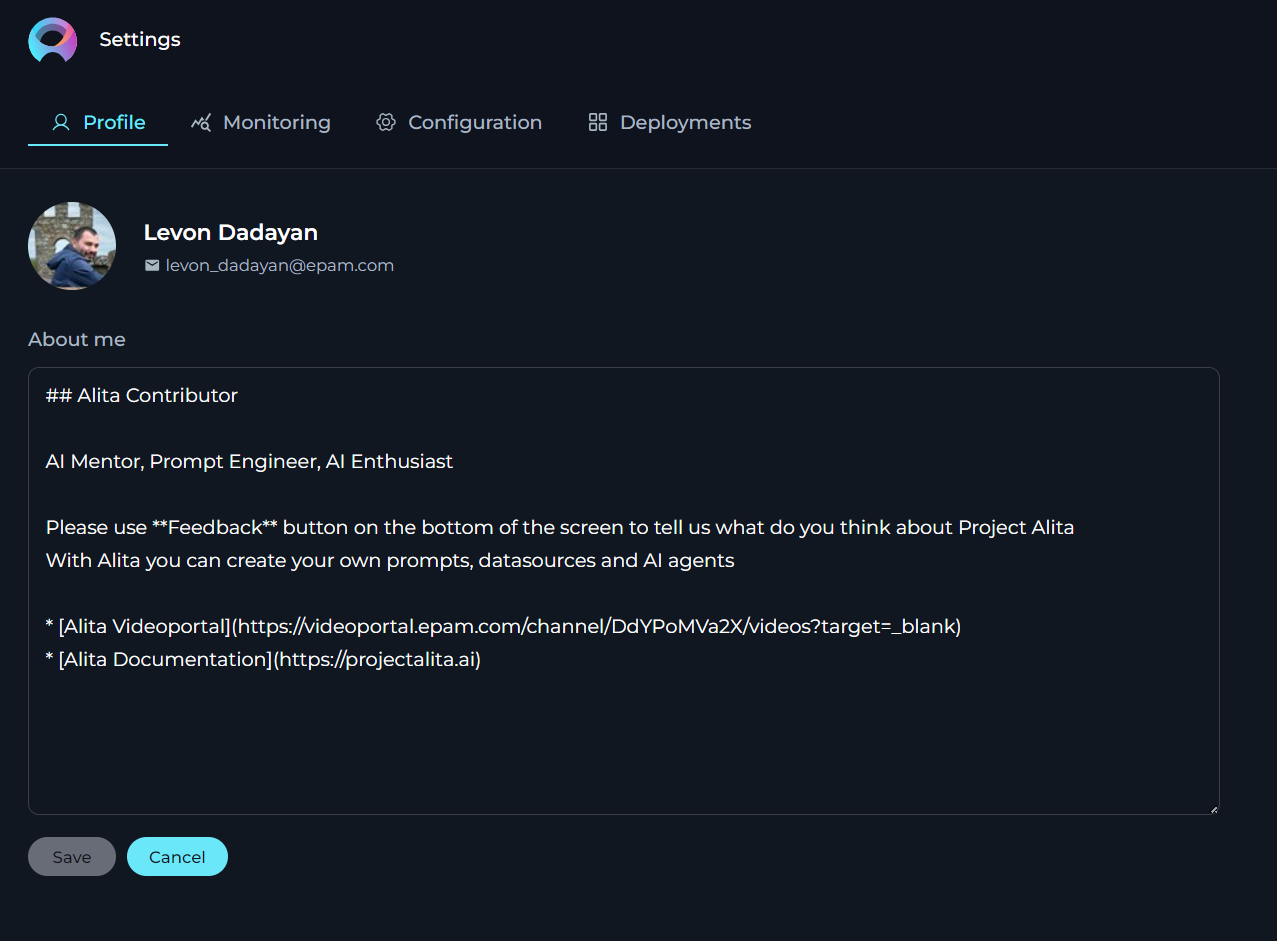 Settings
Profile
Monitoring
Configuration
Deployments
Levon Dadayan
levon_dadayan@epam.com
About me
## Alita Contributor
AI Mentor, Prompt Engineer, AI Enthusiast
Please use **Feedback** button on the bottom of the screen to tell us what do you think about Project Alita
With Alita you can create your own prompts, datasources and AI agents
* [Alita Videoportal](https://videoportal.epam.com/channel/DdYPoMVa2X/videos?target=_blank)
* [Alita Documentation](https://projectalita.ai)
Save
Cancel